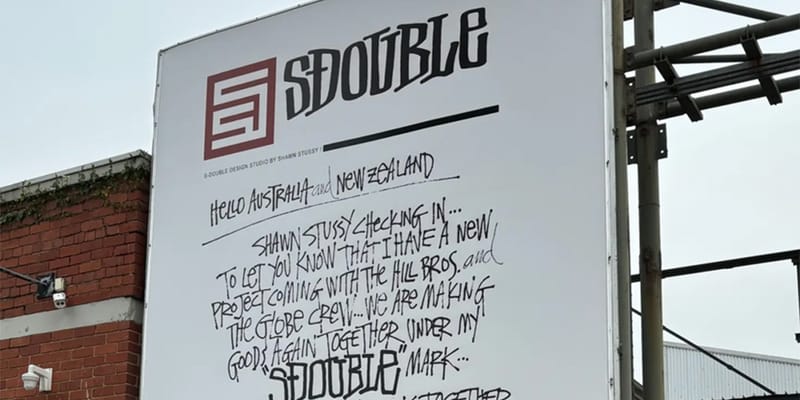 SDOUBLE
S-DOUBLE DESIGN STUDIO BY SHAWN STUSSY /
HELLO AUSTRALIA and NEW ZEALAND
SHAWN STUSSY CHECKING IN...
TO LET YOU KNOW THAT I HAVE A NEW
PROJECT COMING WITH THE HILL BROS. and
THE GLOBE CREW... WE ARE MAKING
GOODS AGAIN TOGETHER UNDER MY
"SDOUBLE" MARK...
TOGETHER